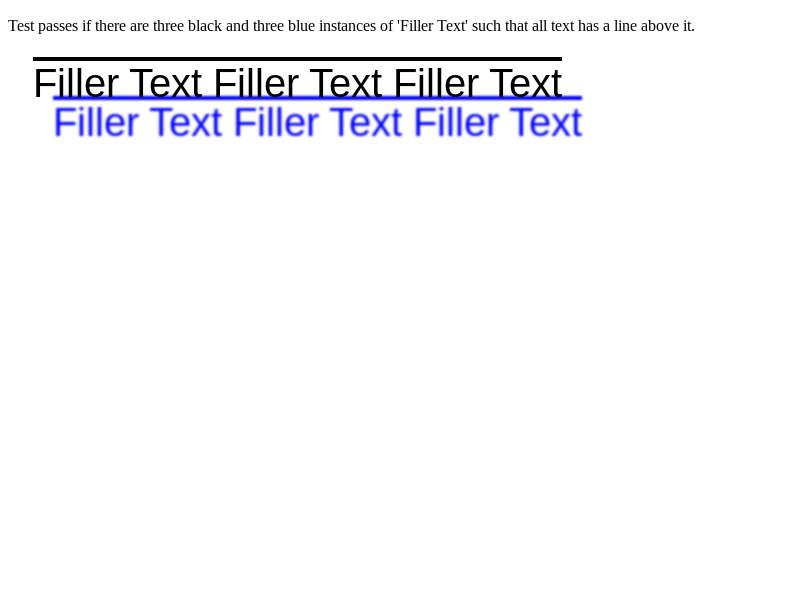 Test passes if there are three black and three blue instances of 'Filler Text' such that all text has a line above it.
Filler Text Filler Text Filler Text
Filler Text Filler Text Filler Text